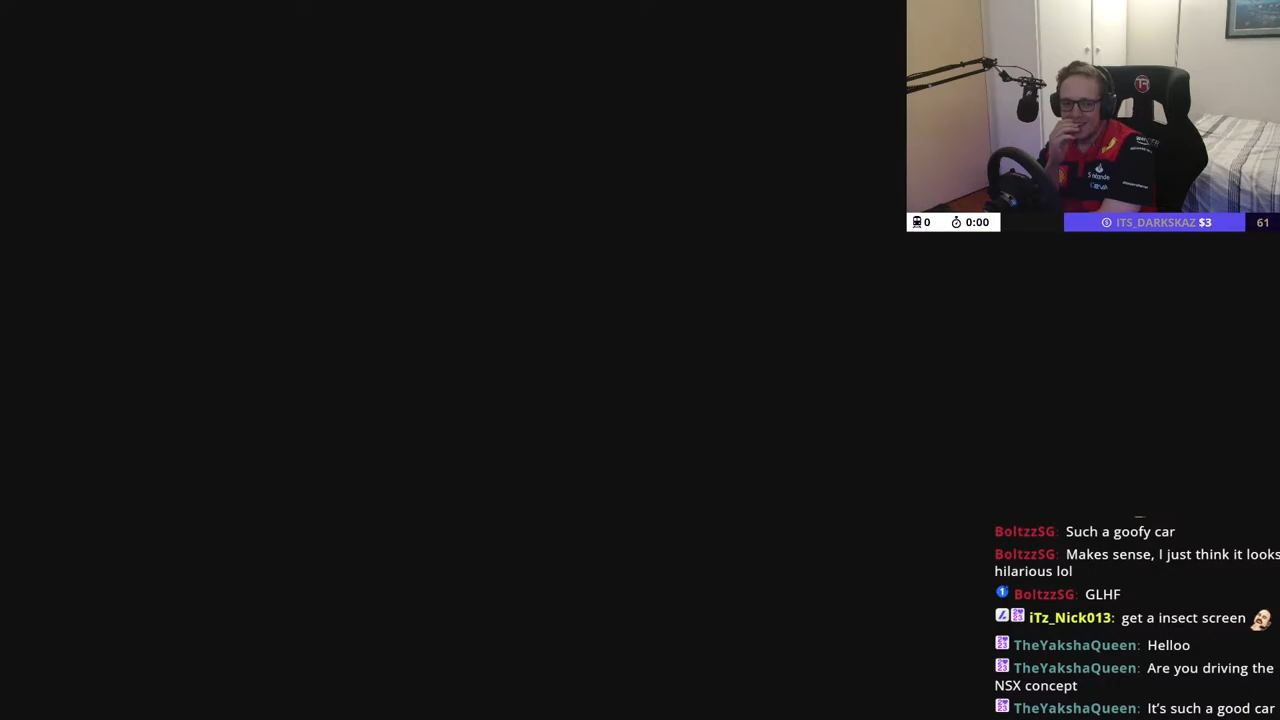 0 0:00 ITS_DARKSKAZ $3 61
BoltzzSG: Such a goofy car
BoltzzSG: Makes sense, I just think it looks
hilarious lol
BoltzzSG: GLHF
iTz_Nick013: get a insect screen
TheYakshaQueen: Helloo
TheYakshaQueen: Are you driving the
NSX concept
TheYakshaQueen: It's such a good car